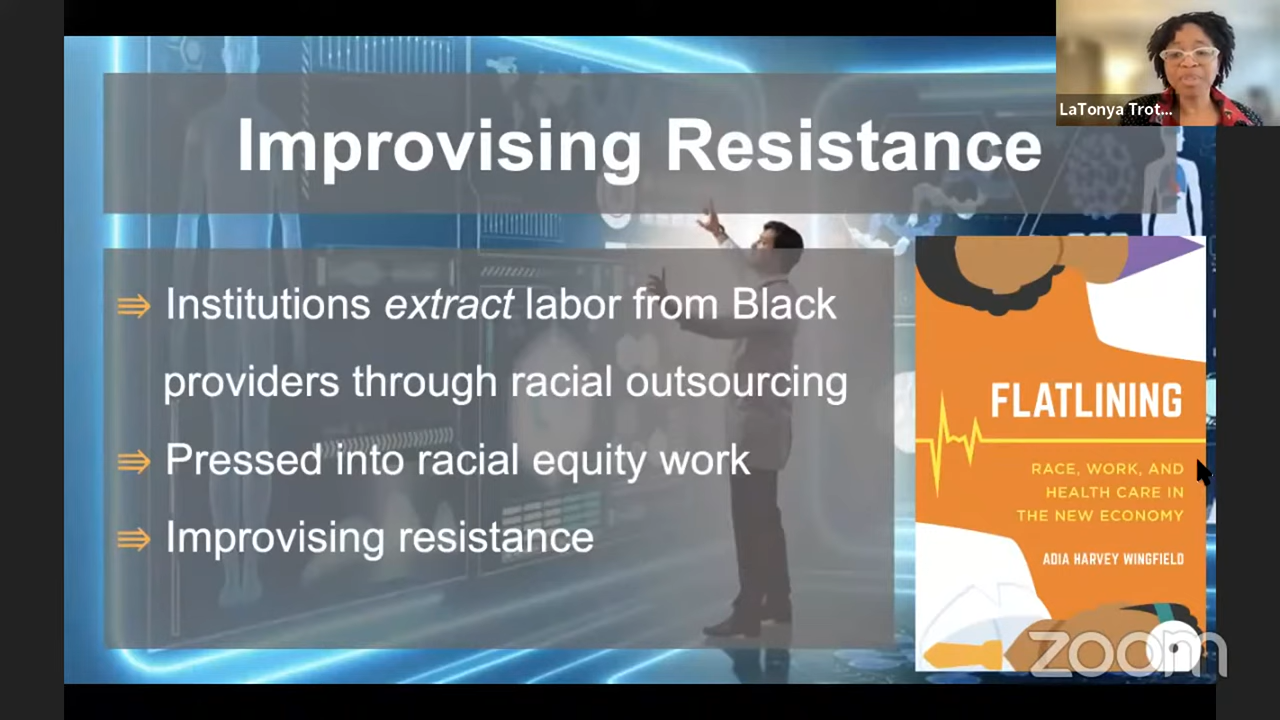 LaTonya Trot...
Improvising Resistance
⇛ Institutions extract labor from Black
providers through racial outsourcing
⇛ Pressed into racial equity work
⇛ Improvising resistance
FLATLINING
RACE, WORK, AND
HEALTH CARE IN
THE NEW ECONOMY
ADIA HARVEY WINGFIELD
zoom